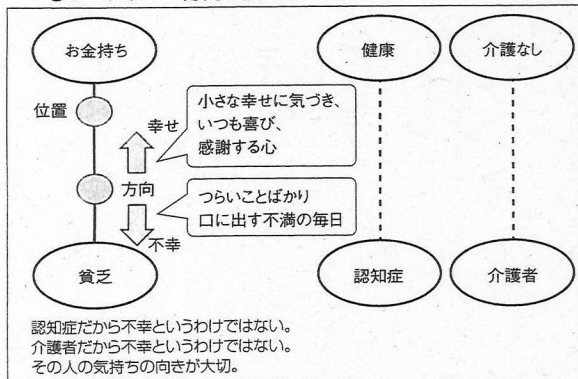 お金持ち
健康
介護なし
位置
幸せ
小さな幸せに気づき、
いつも喜び、
感謝する心
方向
つらいことばかり
口に出す不満の毎日
不幸
貧乏
認知症
介護者
認知症だから不幸というわけではない。
介護者だから不幸というわけではない。
その人の気持ちの向きが大切。